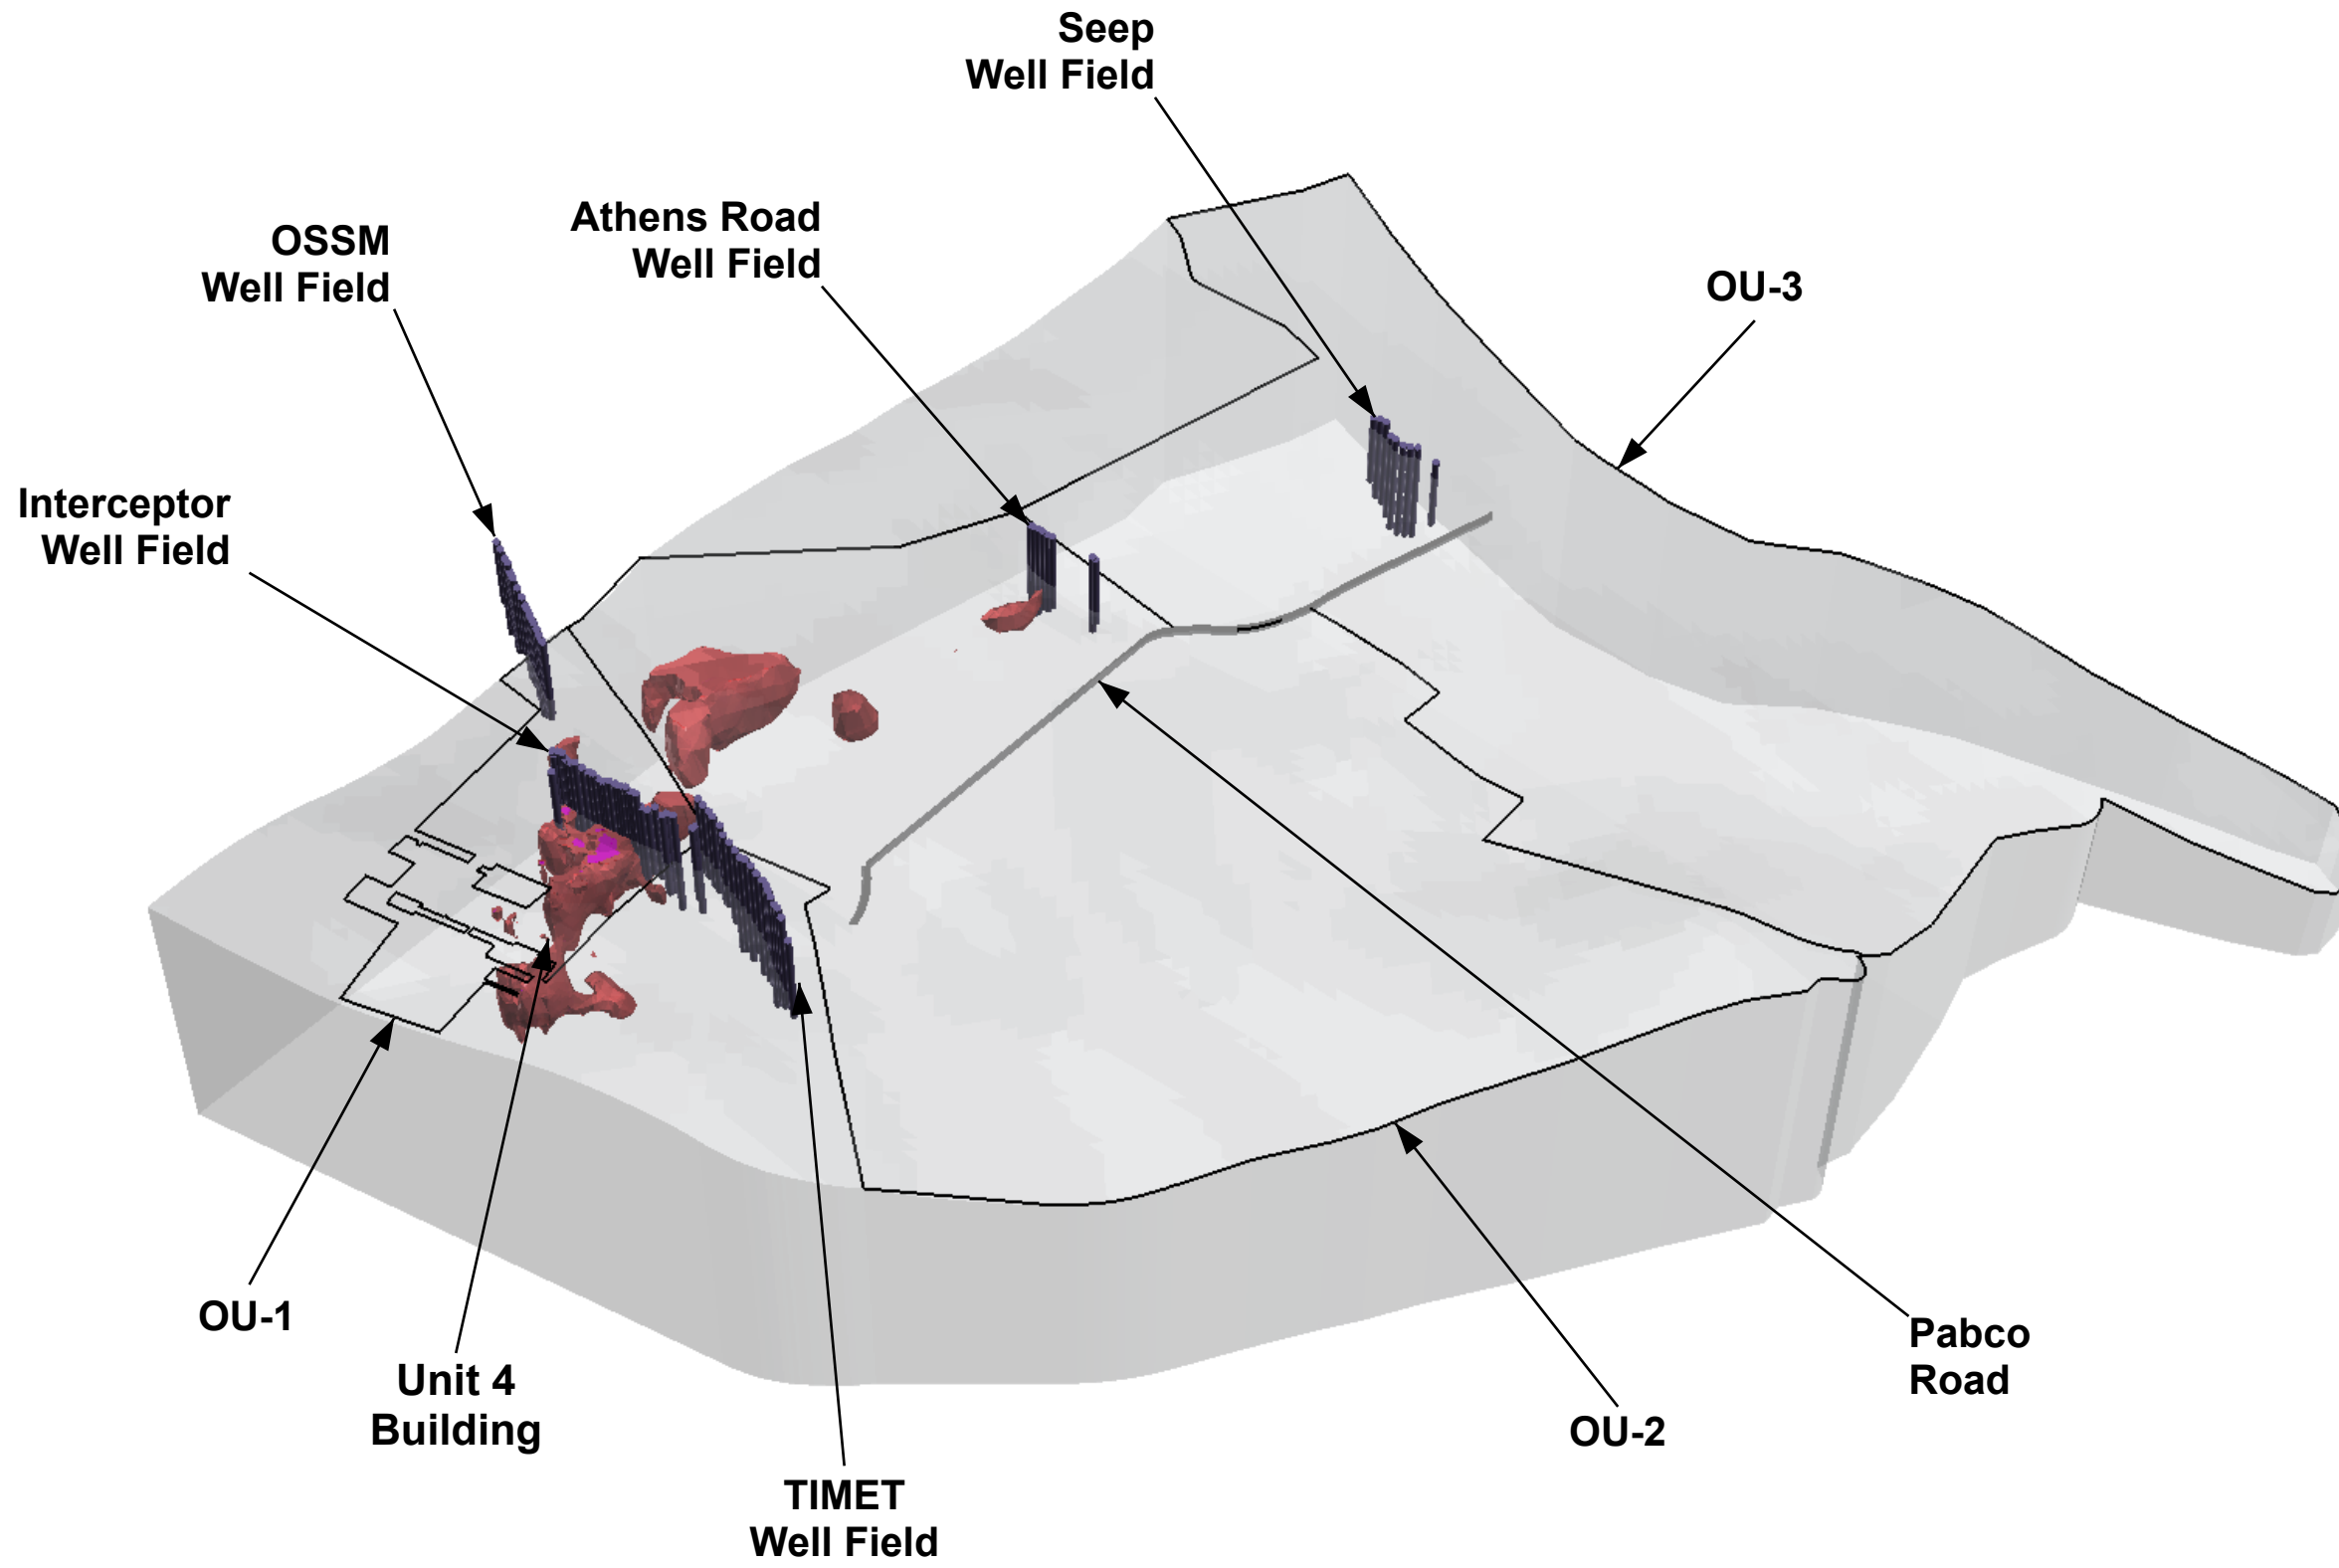 Seep
Well Field
Athens Road
Well Field
OSSM
Well Field
OU-3
Interceptor
Well Field
OU-1
Unit 4
Building
Pabco
Road
OU-2
TIMET
Well Field